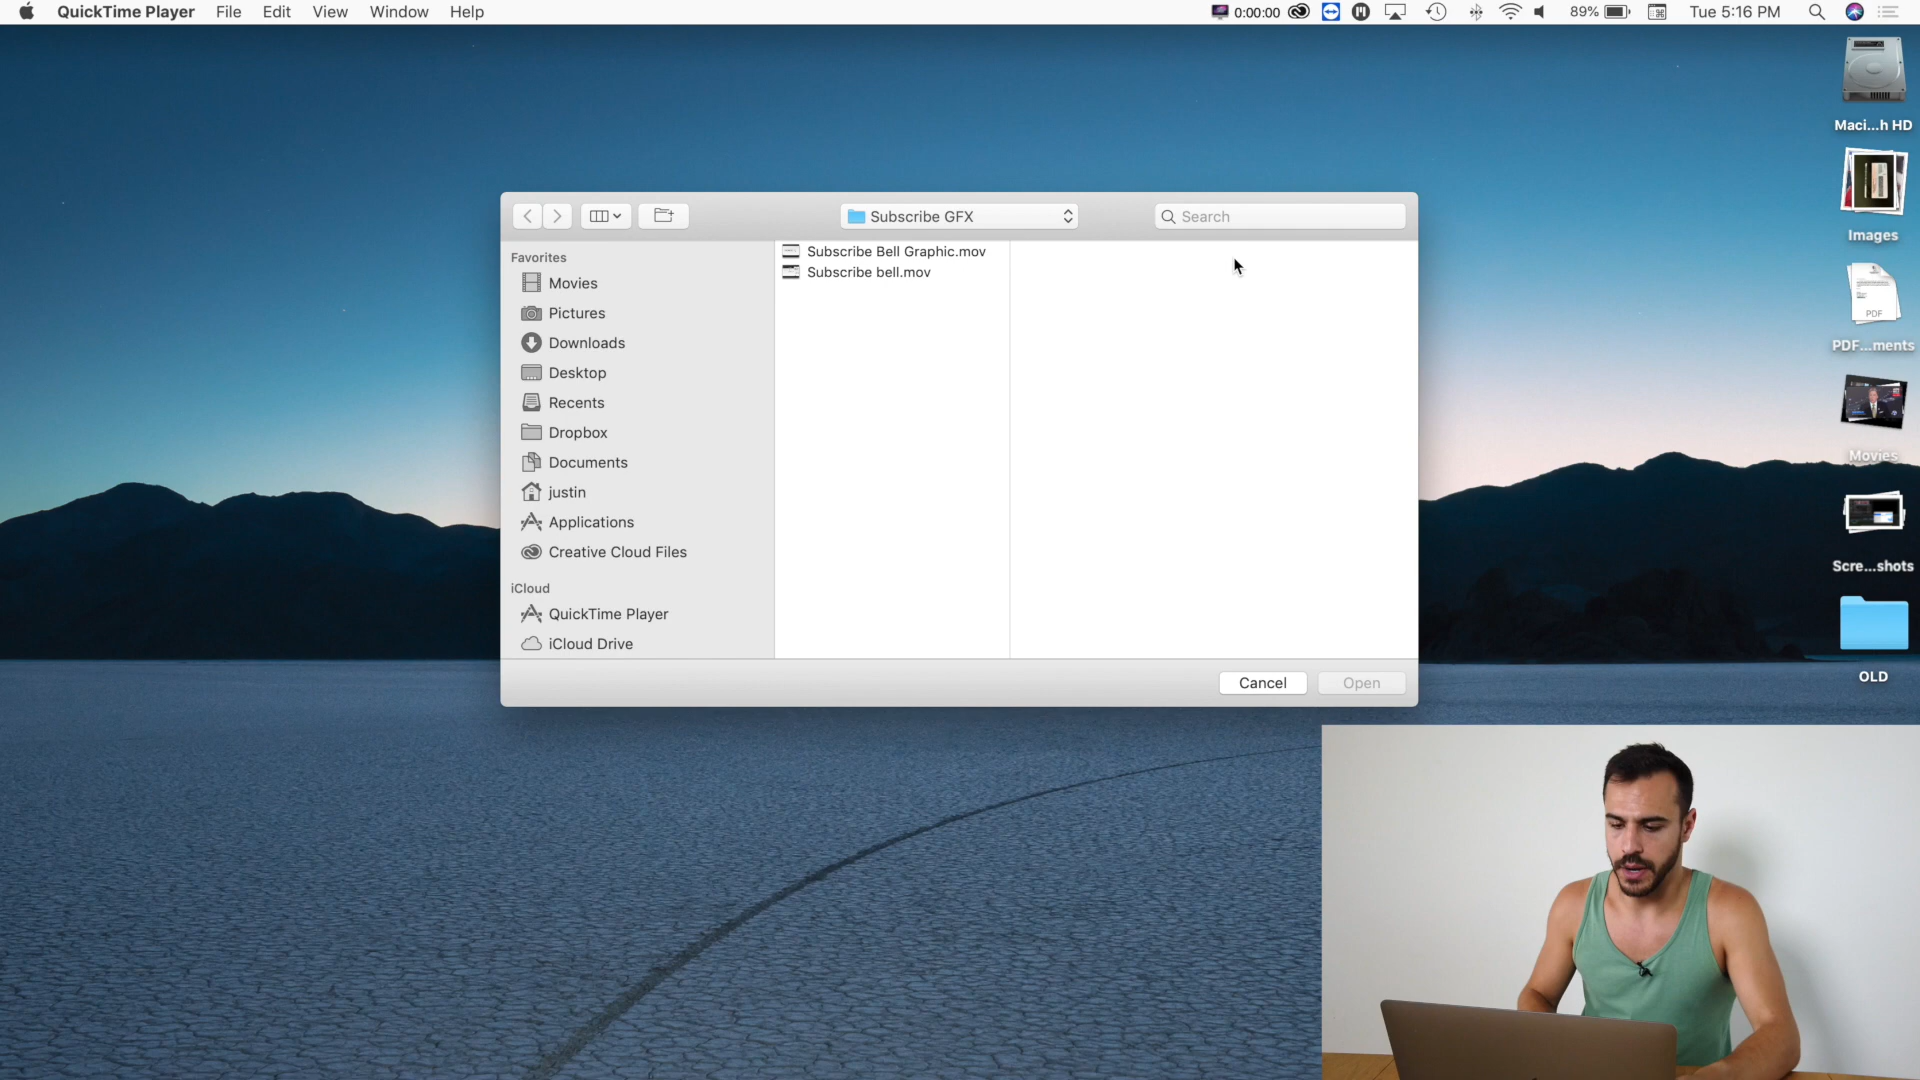 QuickTime Player File Edit View Window Help 0:00:00 89% Tue 5:16 PM
Maci...h HD
Images
PDF
PDF...ments
Movies
Scre...shots
OLD
Subscribe GFX
Search
Favorites
Movies
Pictures
Downloads
Desktop
Recents
Dropbox
Documents
justin
Applications
Creative Cloud Files
iCloud
QuickTime Player
iCloud Drive
Subscribe Bell Graphic.mov
Subscribe bell.mov
Cancel Open